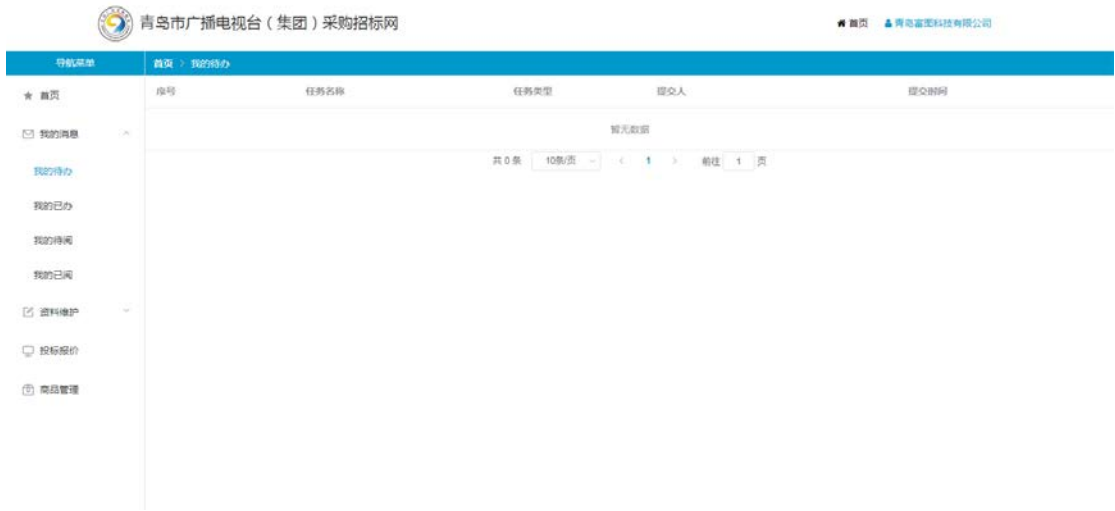 青岛市广播电视台（集团）采购招标网
首页 青岛富图科技有限公司
导航菜单 首页 > 我的待办
首页
序号 任务名称 任务类型 提交人 提交时间
我的消息
暂无数据
共 0 条 10条/页 < 1 > 前往 1 页
我的待办
我的已办
我的待阅
我的已阅
资料维护
投标报价
商品管理